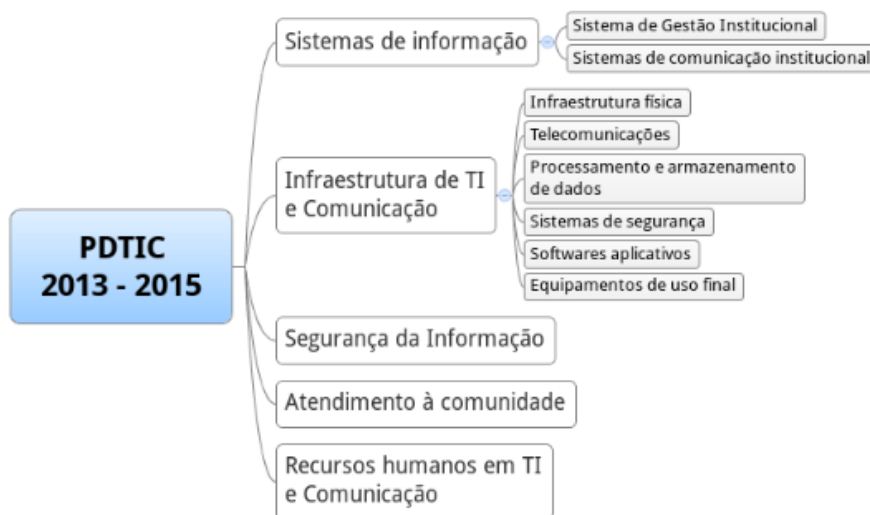 PDTIC
2013 - 2015
Sistemas de informação
Sistema de Gestão Institucional
Sistemas de comunicação institucional
Infraestrutura de TI
e Comunicação
Infraestrutura física
Telecomunicações
Processamento e armazenamento
de dados
Sistemas de segurança
Softwares aplicativos
Equipamentos de uso final
Segurança da Informação
Atendimento à comunidade
Recursos humanos em TI
e Comunicação